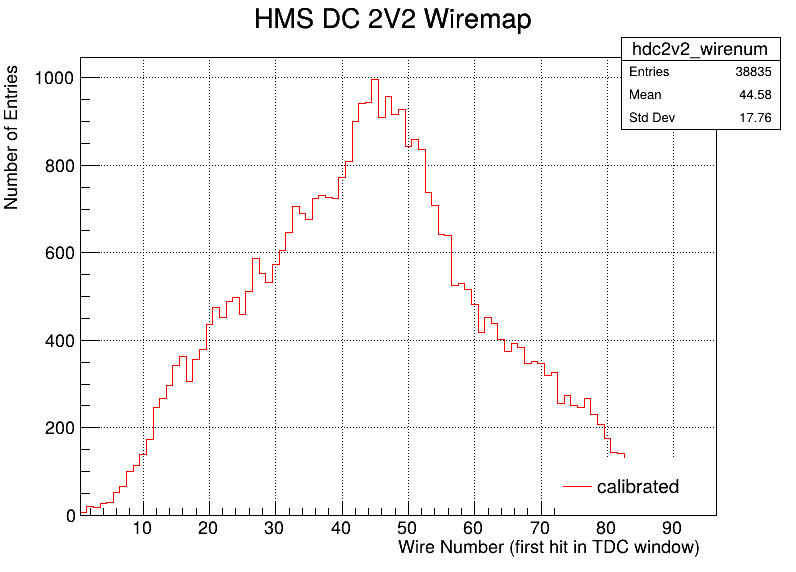 HMS DC 2V2 Wiremap
hdc2v2_wirenum
Entries 38835
Mean 44.58
Std Dev 17.76
Number of Entries
1000
800
600
400
200
0
10 20 30 40 50 60 70 80 90
calibrated
Wire Number (first hit in TDC window)